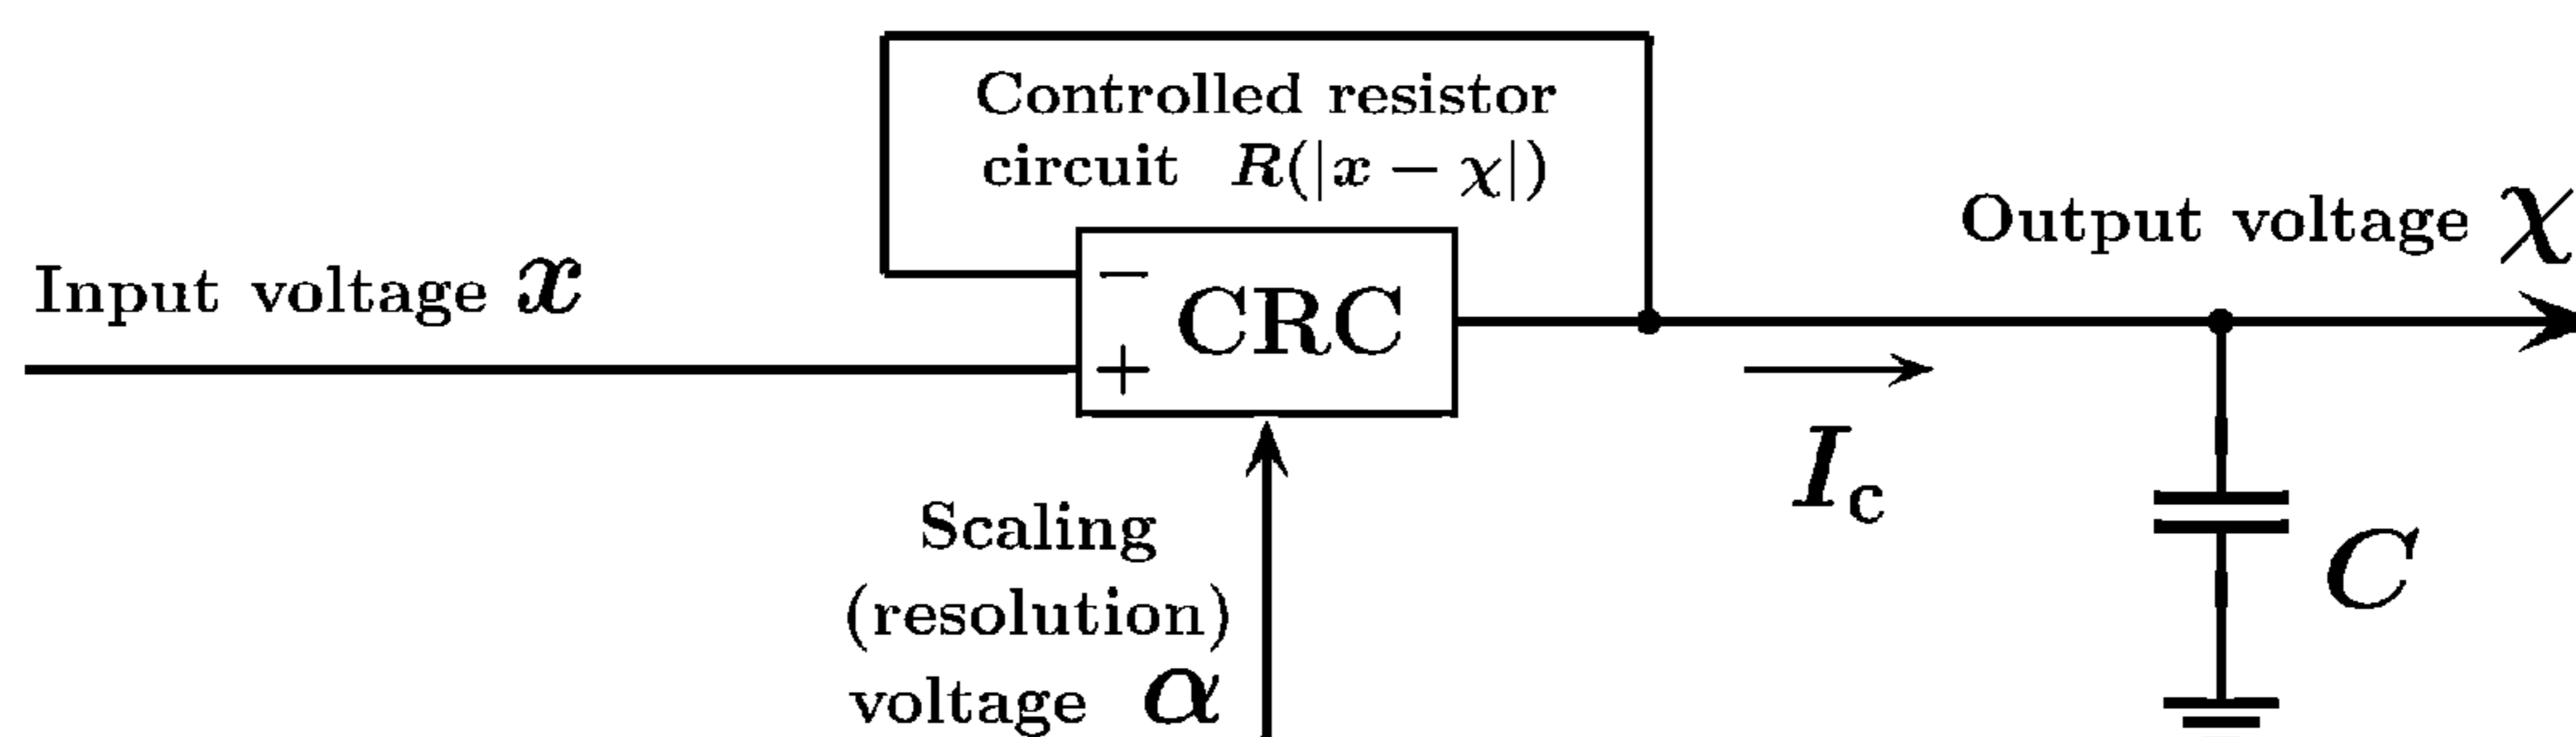 Controlled resistor
circuit R(|x − χ|)
Output voltage χ
Input voltage x
−
CRC
+
I_c
Scaling
(resolution)
voltage α
C